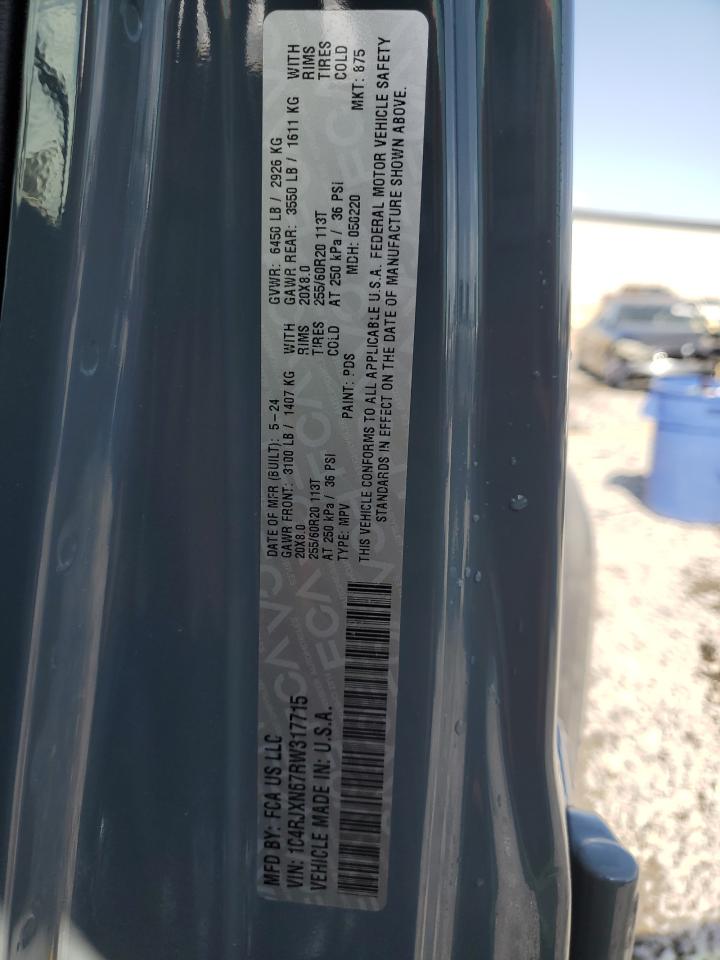 MFD BY: FCA US LLC
DATE OF MFR (BUILT): 5-24
GVWR: 6450 LB / 2926 KG
GAWR FRONT: 3100 LB / 1407 KG WITH
20X8.0 RIMS
255/60R20 113T TIRES
AT 250 kPa / 36 PSI COLD
GAWR REAR: 3550 LB / 1611 KG WITH
20X8.0 RIMS
255/60R20 113T TIRES
AT 250 kPa / 36 PSI COLD
VIN: 1C4RJXN67RW317715
TYPE: MPV
PAINT: PDS
MDH: 050220
MKT: 875
VEHICLE MADE IN: U.S.A.
THIS VEHICLE CONFORMS TO ALL APPLICABLE U.S.A. FEDERAL MOTOR VEHICLE SAFETY
STANDARDS IN EFFECT ON THE DATE OF MANUFACTURE SHOWN ABOVE.